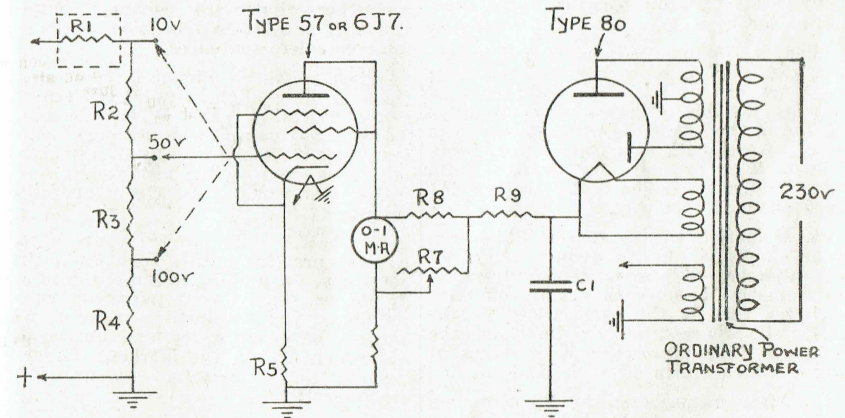 R1
10v
TYPE 57 OR 6J7.
TYPE 80
R2
50v
R3
100v
R4
+
R5
0-1
M.A
R8
R9
R7
C1
230v
ORDINARY POWER
TRANSFORMER